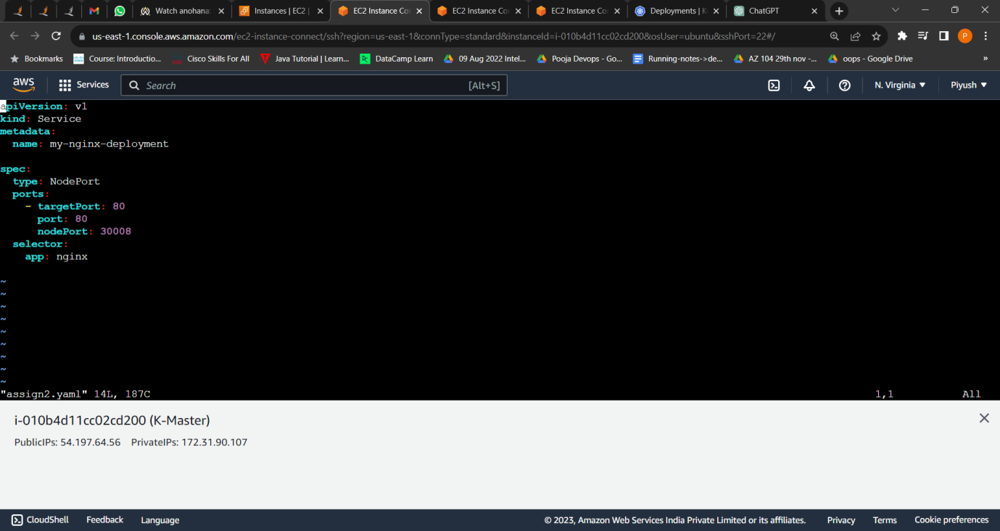 Watch anohana:
Instances | EC2 |
EC2 Instance Co
EC2 Instance Co
EC2 Instance Co
Deployments | K
ChatGPT
us-east-1.console.aws.amazon.com/ec2-instance-connect/ssh?region=us-east-1&connType=standard&instanceId=i-010b4d11cc02cd200&osUser=ubuntu&sshPort=22#/
P
Bookmarks
Course: Introductio...
Cisco Skills For All
Java Tutorial | Learn...
DataCamp Learn
09 Aug 2022 Intel...
Pooja Devops - Go...
Running-notes->de...
AZ 104 29th nov -...
oops - Google Drive
»
aws
Services
Search
[Alt+S]
N. Virginia
Piyush
apiVersion: v1
kind: Service
metadata:
  name: my-nginx-deployment
spec:
  type: NodePort
  ports:
    - targetPort: 80
      port: 80
      nodePort: 30008
  selector:
    app: nginx
~
~
~
~
~
~
~
~
~
"assign2.yaml" 14L, 187C
1,1
All
i-010b4d11cc02cd200 (K-Master)
PublicIPs: 54.197.64.56 PrivateIPs: 172.31.90.107
CloudShell
Feedback
Language
© 2023, Amazon Web Services India Private Limited or its affiliates.
Privacy
Terms
Cookie preferences